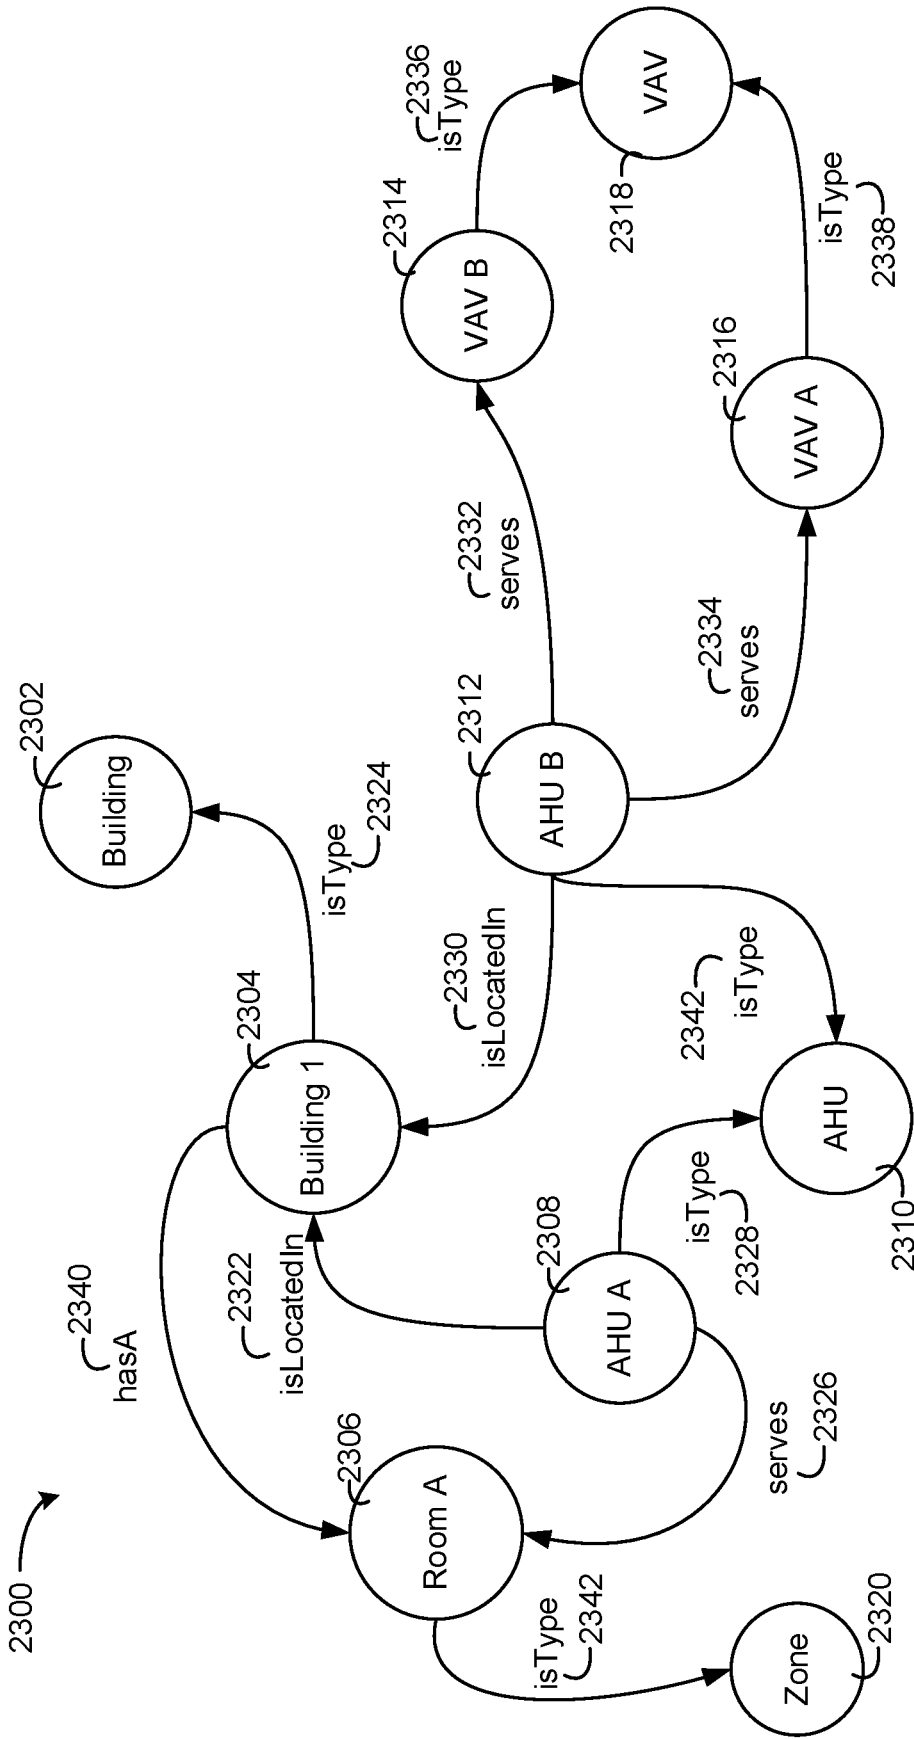 2300
2340
hasA
2302
Building
2304
Building 1
isType
2324
2322
isLocatedIn
2306
Room A
isType
2342
Zone
2320
2308
AHU A
serves
2326
isType
2328
AHU
2310
2330
isLocatedIn
2342
isType
2312
AHU B
2332
serves
2334
serves
2314
VAV B
2336
isType
2316
VAV A
isType
2338
VAV
2318